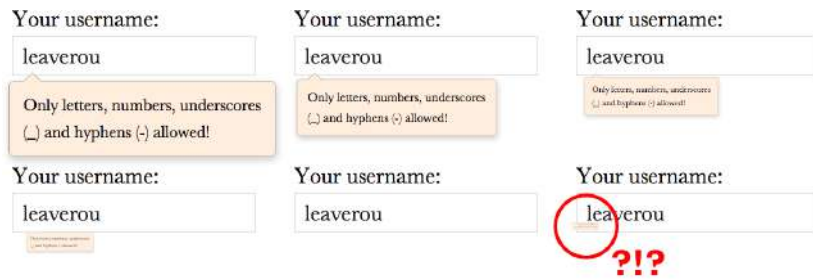 Your username:
leaverou
Only letters, numbers, underscores
(_) and hyphens (-) allowed!
Your username:
leaverou
Only letters, numbers, underscores
(_) and hyphens (-) allowed!
Your username:
leaverou
Only letters, numbers, underscores
(_) and hyphens (-) allowed!
Your username:
leaverou
Your username:
leaverou
Your username:
leaverou
?!?